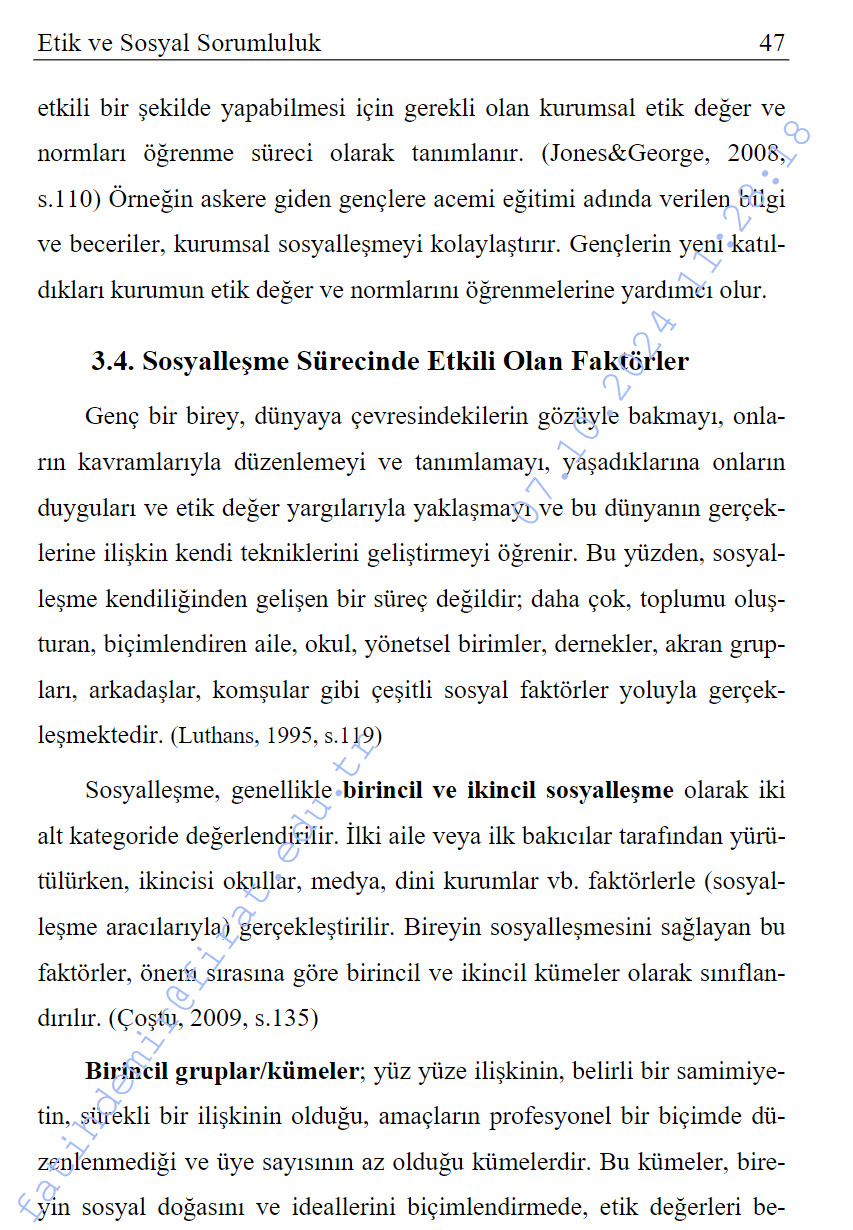 Etik ve Sosyal Sorumluluk 47
etkili bir şekilde yapabilmesi için gerekli olan kurumsal etik değer ve
normları öğrenme süreci olarak tanımlanır. (Jones&George, 2008,
s.110) Örneğin askere giden gençlere acemi eğitimi adında verilen bilgi
ve beceriler, kurumsal sosyalleşmeyi kolaylaştırır. Gençlerin yeni katıl-
dıkları kurumun etik değer ve normlarını öğrenmelerine yardımcı olur.
3.4. Sosyalleşme Sürecinde Etkili Olan Faktörler
Genç bir birey, dünyaya çevresindekilerin gözüyle bakmayı, onla-
rın kavramlarıyla düzenlemeyi ve tanımlamayı, yaşadıklarına onların
duyguları ve etik değer yargılarıyla yaklaşmayı ve bu dünyanın gerçek-
lerine ilişkin kendi tekniklerini geliştirmeyi öğrenir. Bu yüzden, sosyal-
leşme kendiliğinden gelişen bir süreç değildir; daha çok, toplumu oluş-
turan, biçimlendiren aile, okul, yönetsel birimler, dernekler, akran grup-
ları, arkadaşlar, komşular gibi çeşitli sosyal faktörler yoluyla gerçek-
leşmektedir. (Luthans, 1995, s.119)
Sosyalleşme, genellikle birincil ve ikincil sosyalleşme olarak iki
alt kategoride değerlendirilir. İlki aile veya ilk bakıcılar tarafından yürü-
tülürken, ikincisi okullar, medya, dini kurumlar vb. faktörlerle (sosyal-
leşme aracılarıyla) gerçekleştirilir. Bireyin sosyalleşmesini sağlayan bu
faktörler, önem sırasına göre birincil ve ikincil kümeler olarak sınıflan-
dırılır. (Çoştu, 2009, s.135)
Birincil gruplar/kümeler; yüz yüze ilişkinin, belirli bir samimiye-
tin, sürekli bir ilişkinin olduğu, amaçların profesyonel bir biçimde dü-
zenlenmediği ve üye sayısının az olduğu kümelerdir. Bu kümeler, bire-
yin sosyal doğasını ve ideallerini biçimlendirmede, etik değerleri be-
fatihdemir@firat.edu.tr
07.10.2024 11:28:18